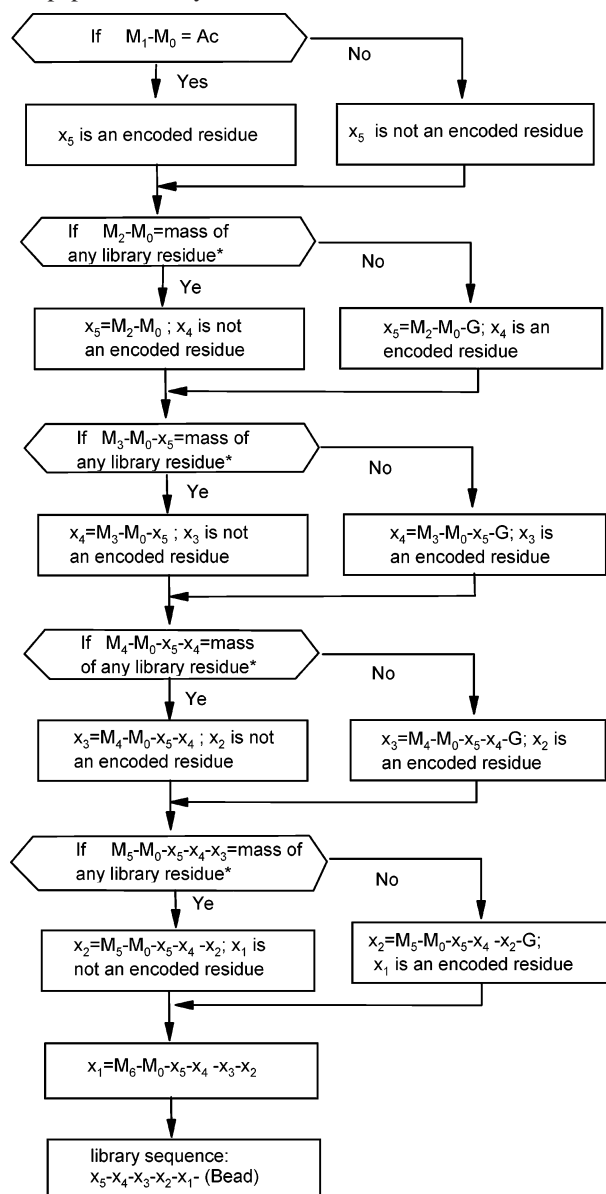 If M₁-M₀ = Ac
No
Yes
x₅ is an encoded residue
x₅ is not an encoded residue
If M₂-M₀=mass of
any library residue*
No
Ye
x₅=M₂-M₀ ; x₄ is not
an encoded residue
x₅=M₂-M₀-G; x₄ is an
encoded residue
If M₃-M₀-x₅=mass of
any library residue*
No
Ye
x₄=M₃-M₀-x₅ ; x₃ is not
an encoded residue
x₄=M₃-M₀-x₅-G; x₃ is
an encoded residue
If M₄-M₀-x₅-x₄=mass
of any library residue*
No
Ye
x₃=M₄-M₀-x₅-x₄ ; x₂ is not
an encoded residue
x₃=M₄-M₀-x₅-x₄-G; x₂ is
an encoded residue
If M₅-M₀-x₅-x₄-x₃=mass of
any library residue*
No
Ye
x₂=M₅-M₀-x₅-x₄ -x₂; x₁ is
not an encoded residue
x₂=M₅-M₀-x₅-x₄ -x₂-G;
x₁ is an encoded residue
x₁=M₆-M₀-x₅-x₄ -x₃-x₂
library sequence:
x₅-x₄-x₃-x₂-x₁- (Bead)